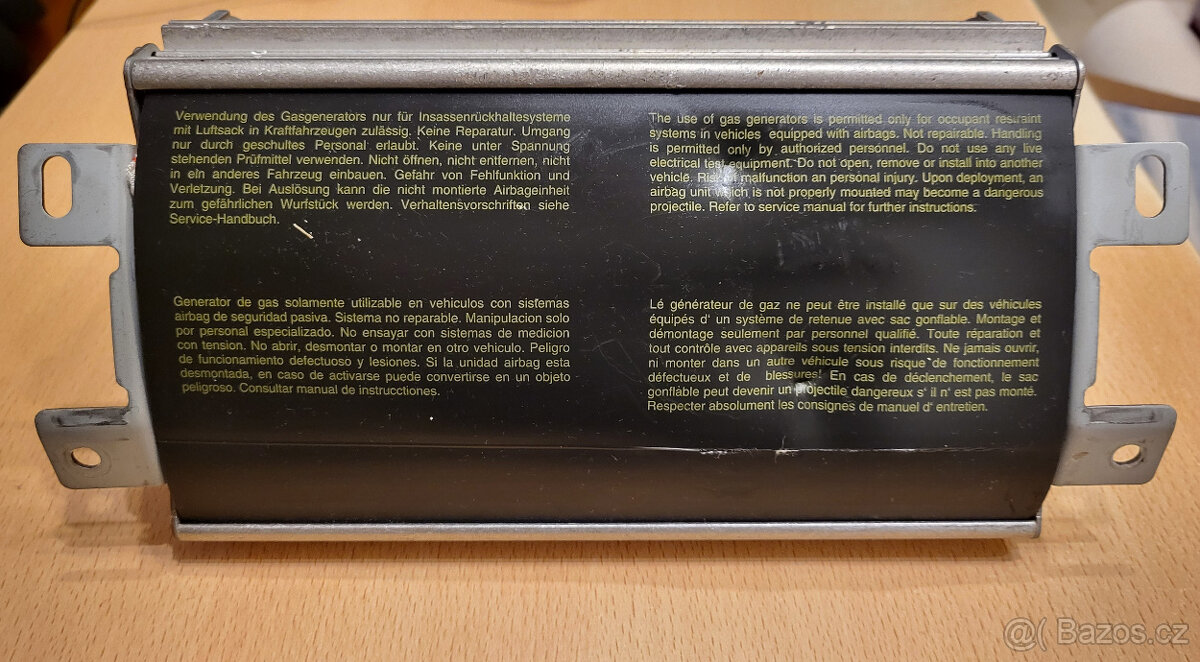 Verwendung des Gasgenerators nur für Insassenrückhaltesysteme
mit Luftsack in Kraftfahrzeugen zulässig. Keine Reparatur. Umgang
nur durch geschultes Personal erlaubt. Keine unter Spannung
stehenden Prüfmittel verwenden. Nicht öffnen, nicht entfernen, nicht
in eln anderes Fahrzeug einbauen. Gefahr von Fehlfunktion und
Verletzung. Bei Auslösung kann die nicht montierte Airbageinheit
zum gefährlichen Wurfstück werden. Verhaltensvorschriften siehe
Service-Handbuch.
The use of gas generators is permitted only for occupant restraint
systems in vehicles equipped with airbags. Not repairable. Handling
is permitted only by authorized personnel. Do not use any live
electrical test equipment. Do not open, remove or install into another
vehicle. Risk of malfunction an personal injury. Upon deployment, an
airbag unit which is not properly mounted may become a dangerous
projectile. Refer to service manual for further instructions.
Generator de gas solamente utilizable en vehiculos con sisfemas
airbag de seguridad pasiva. Sistema no reparable. Manipulacion solo
por personal especializado. No ensayar con sistemas de medicion
con tension. No abrir, desmontar o montar en otro vehiculo. Peligro
de funcionamiento defectuoso y lesiones. Si la unidad airbag esta
desmontada, en caso de activarse puede convertirse en un objeto
peligroso. Consultar manual de instrucctiones.
Lé générateur de gaz ne peut être installé que sur des véhicules
équipés d' un système de retenue avec sac gonflable. Montage et
démontage seulement par personnel qualifié. Toute réparation et
tout contrôle avec appareils sous tension interdits. Ne jamais ouvrir,
ni monter dans un autre véhicule sous risque de fonctionnement
défectueux et de blessures! En cas de déclenchement, le sac
gonflable peut devenir un projectile dangereux s' il n' est pas monté.
Respecter absolument les consignes de manuel d' entretien.
@( Bazos.cz